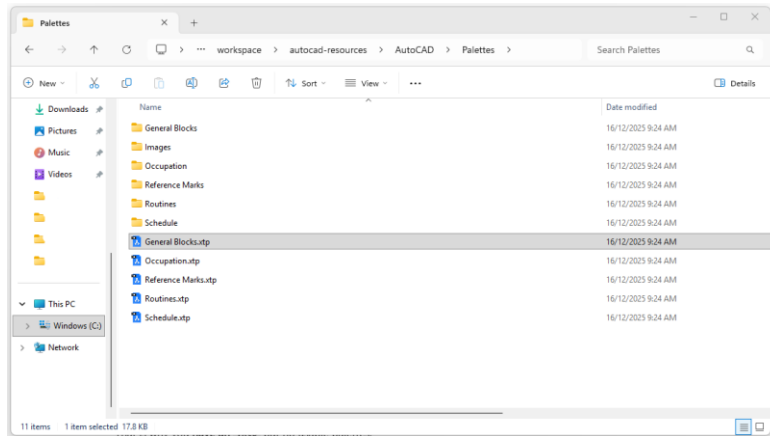 Palettes
workspace > autocad-resources > AutoCAD > Palettes >
Search Palettes
New
Sort
View
Details
Name
Date modified
Downloads
Pictures
Music
Videos
This PC
Windows (C:)
Network
General Blocks 16/12/2025 9:24 AM
Images 16/12/2025 9:24 AM
Occupation 16/12/2025 9:24 AM
Reference Marks 16/12/2025 9:24 AM
Routines 16/12/2025 9:24 AM
Schedule 16/12/2025 9:24 AM
General Blocks.xtp 16/12/2025 9:24 AM
Occupation.xtp 16/12/2025 9:24 AM
Reference Marks.xtp 16/12/2025 9:24 AM
Routines.xtp 16/12/2025 9:24 AM
Schedule.xtp 16/12/2025 9:24 AM
11 items 1 item selected 17.8 KB